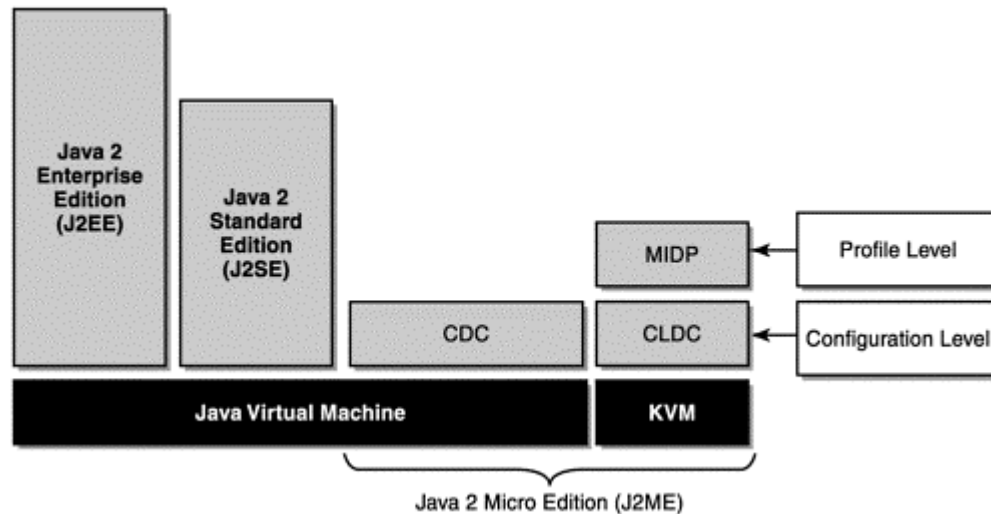 Java 2
Enterprise
Edition
(J2EE)
Java 2
Standard
Edition
(J2SE)
MIDP
Profile Level
CDC
CLDC
Configuration Level
Java Virtual Machine
KVM
Java 2 Micro Edition (J2ME)